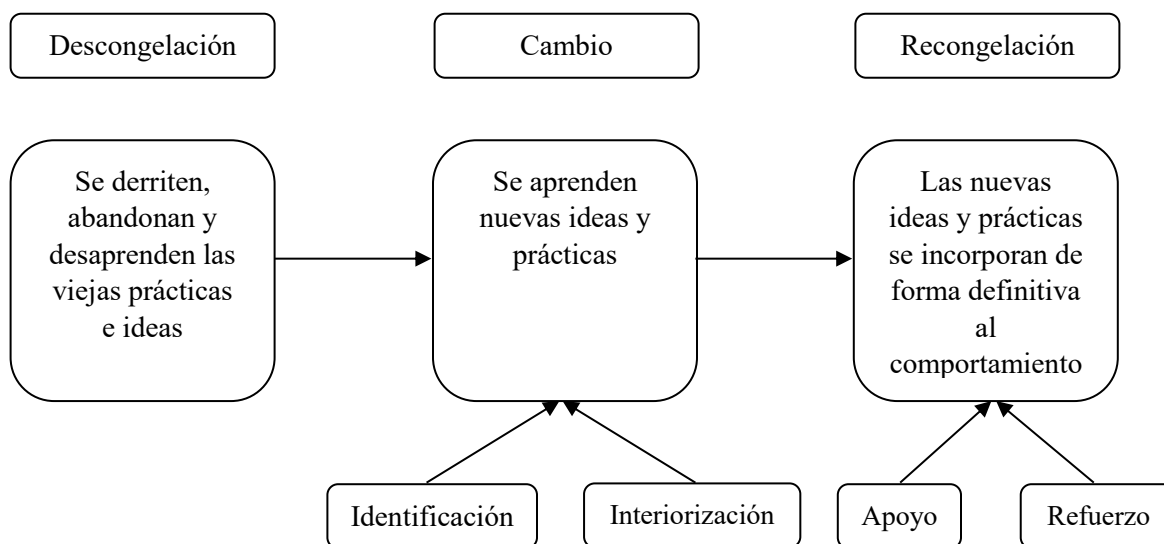 Descongelación
Cambio
Recongelación
Se derriten,
abandonan y
desaprenden las
viejas prácticas
e ideas
Se aprenden
nuevas ideas y
prácticas
Las nuevas
ideas y prácticas
se incorporan de
forma definitiva
al
comportamiento
Identificación
Interiorización
Apoyo
Refuerzo